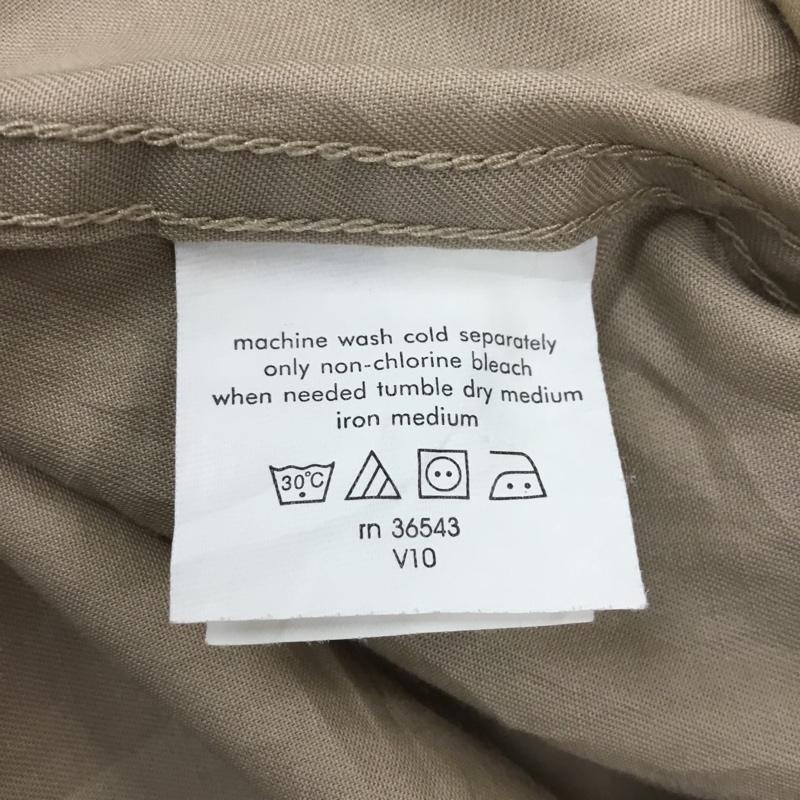 machine wash cold separately
only non-chlorine bleach
when needed tumble dry medium
iron medium
30°C
rn 36543
V10